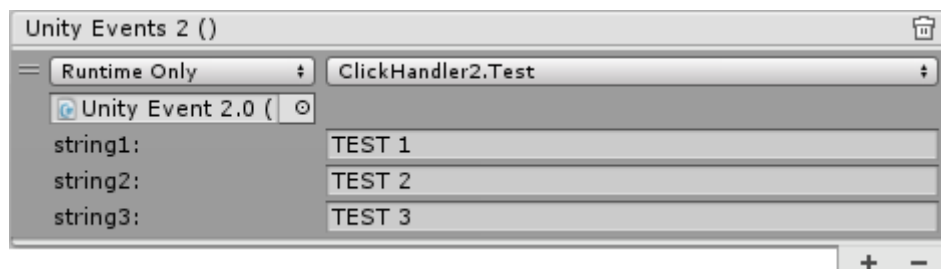 Unity Events 2 ()
Runtime Only ClickHandler2.Test
Unity Event 2.0 (
string1: TEST 1
string2: TEST 2
string3: TEST 3
+ −